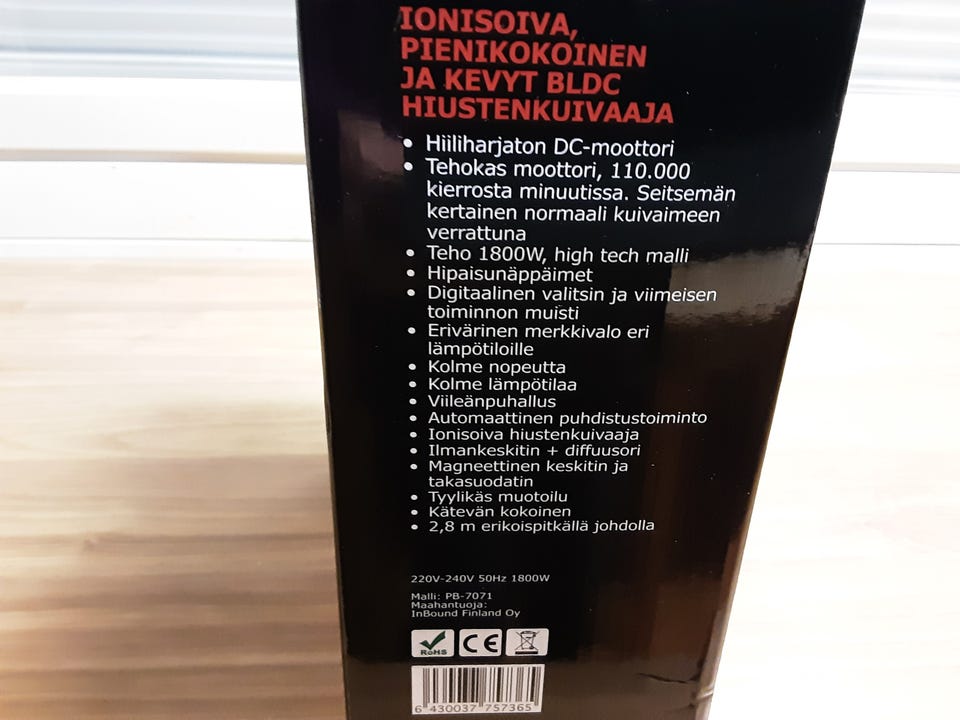 IONISOIVA,
PIENIKOKOINEN
JA KEVYT BLDC
HIUSTENKUIVAAJA
• Hiiliharjaton DC-moottori
• Tehokas moottori, 110.000
kierrosta minuutissa. Seitsemän
kertainen normaali kuivaimeen
verrattuna
• Teho 1800W, high tech malli
• Hipaisunäppäimet
• Digitaalinen valitsin ja viimeisen
toiminnon muisti
• Erivärinen merkkivalo eri
lämpötiloille
• Kolme nopeutta
• Kolme lämpötilaa
• Viileänpuhallus
• Automaattinen puhdistustoiminto
• Ionisoiva hiustenkuivaaja
• Ilmankeskitin + diffuusori
• Magneettinen keskitin ja
takasuodatin
• Tyylikäs muotoilu
• Kätevän kokoinen
• 2,8 m erikoispitkällä johdolla
220V-240V 50Hz 1800W
Malli: PB-7071
Maahantuoja:
InBound Finland Oy
RoHS CE
6 430037 757365